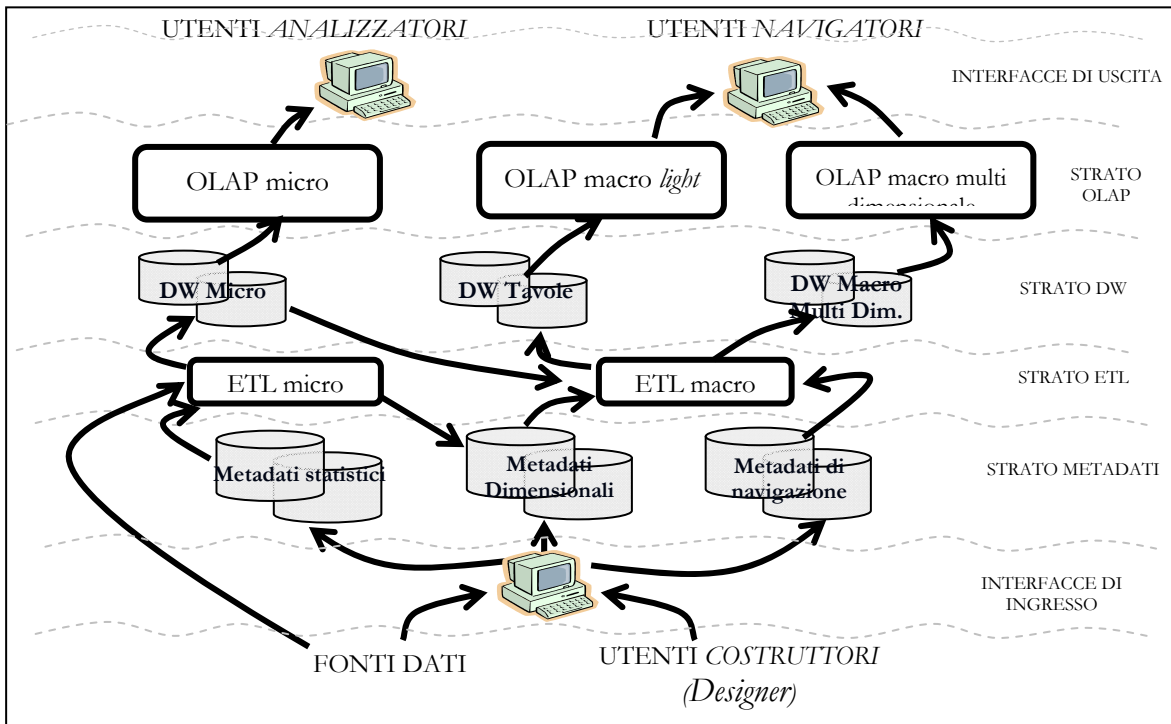 UTENTI ANALIZZATORI
UTENTI NAVIGATORI
INTERFACCE DI USCITA
OLAP micro
OLAP macro light
OLAP macro multi
dimensionale
STRATO
OLAP
DW Micro
DW Tavole
DW Macro
Multi Dim.
STRATO DW
ETL micro
ETL macro
STRATO ETL
Metadati statistici
Metadati
Dimensionali
Metadati di
navigazione
STRATO METADATI
INTERFACCE DI
INGRESSO
FONTI DATI
UTENTI COSTRUTTORI
(Designer)